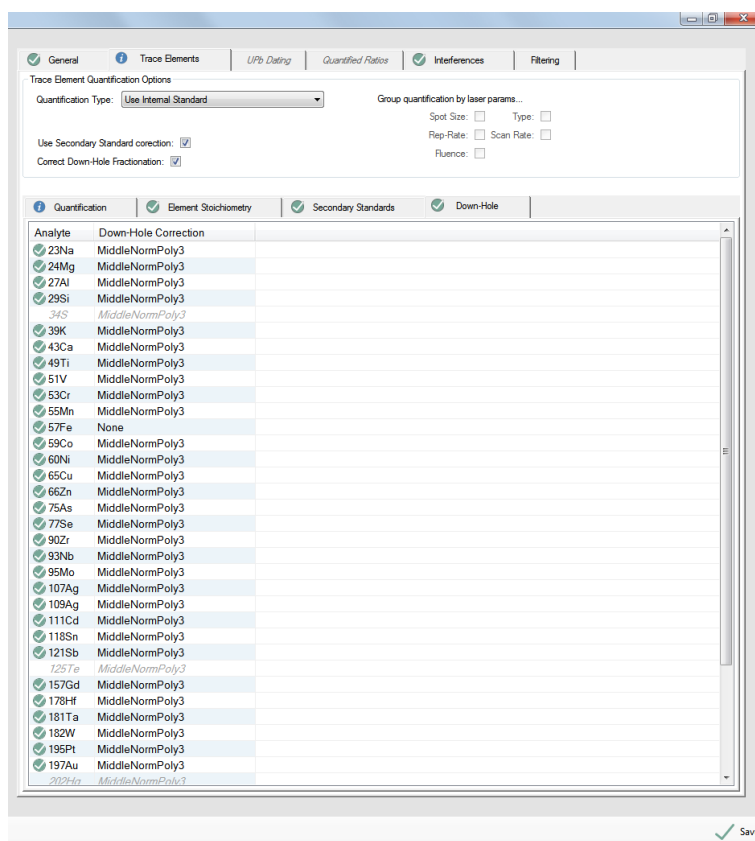 General Trace Elements UPb Dating Quantified Ratios Interferences Filtering
Trace Element Quantification Options
Quantification Type: Use Internal Standard
Group quantification by laser params...
Spot Size: Type:
Rep-Rate: Scan Rate:
Fluence:
Use Secondary Standard corection:
Correct Down-Hole Fractionation:
Quantification Element Stoichiometry Secondary Standards Down-Hole
Analyte Down-Hole Correction
23Na MiddleNormPoly3
24Mg MiddleNormPoly3
27Al MiddleNormPoly3
29Si MiddleNormPoly3
34S MiddleNormPoly3
39K MiddleNormPoly3
43Ca MiddleNormPoly3
49Ti MiddleNormPoly3
51V MiddleNormPoly3
53Cr MiddleNormPoly3
55Mn MiddleNormPoly3
57Fe None
59Co MiddleNormPoly3
60Ni MiddleNormPoly3
65Cu MiddleNormPoly3
66Zn MiddleNormPoly3
75As MiddleNormPoly3
77Se MiddleNormPoly3
90Zr MiddleNormPoly3
93Nb MiddleNormPoly3
95Mo MiddleNormPoly3
107Ag MiddleNormPoly3
109Ag MiddleNormPoly3
111Cd MiddleNormPoly3
118Sn MiddleNormPoly3
121Sb MiddleNormPoly3
125Te MiddleNormPoly3
157Gd MiddleNormPoly3
178Hf MiddleNormPoly3
181Ta MiddleNormPoly3
182W MiddleNormPoly3
195Pt MiddleNormPoly3
197Au MiddleNormPoly3
202Hg MiddleNormPoly3
Sav